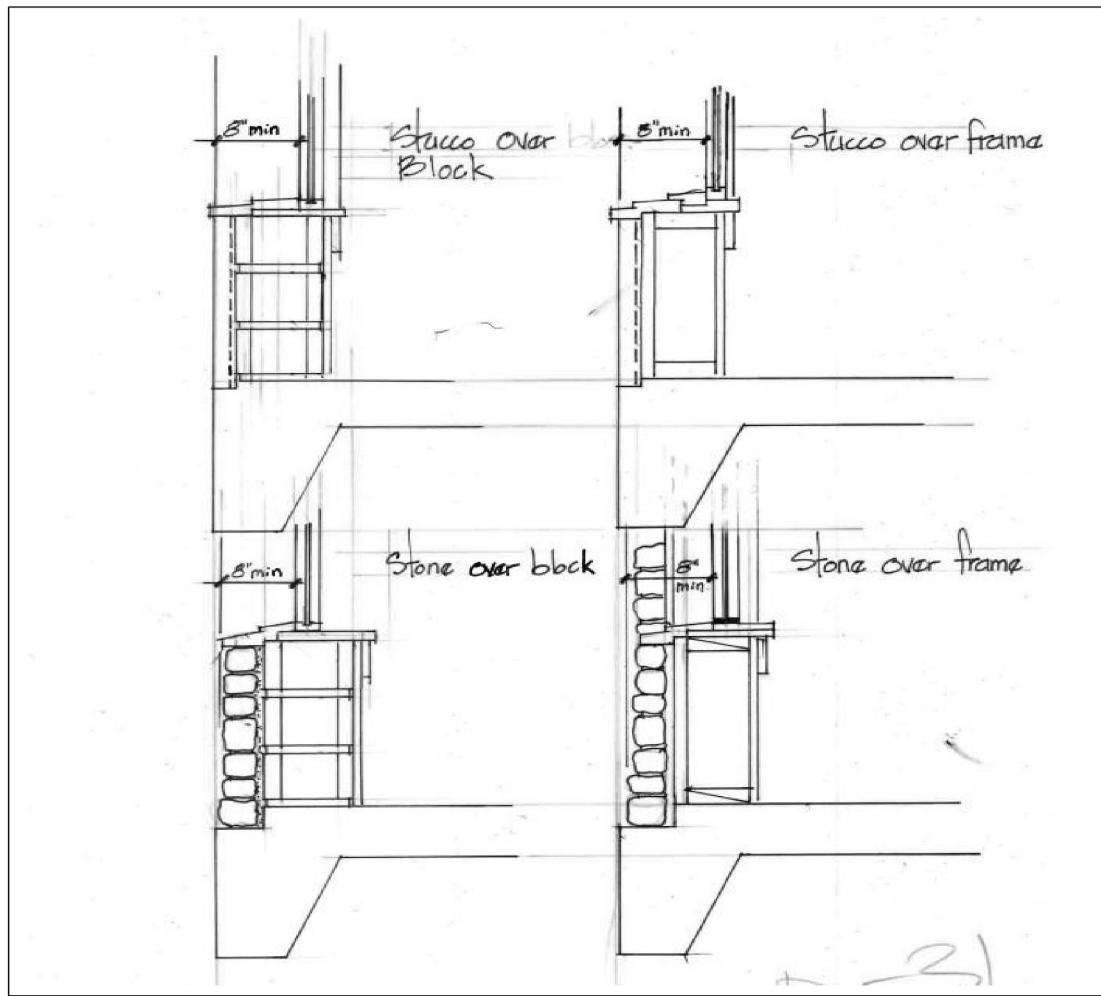 8" min
Stucco over
Block
8" min
Stucco over frame
8" min
Stone over block
8"
min
Stone over frame